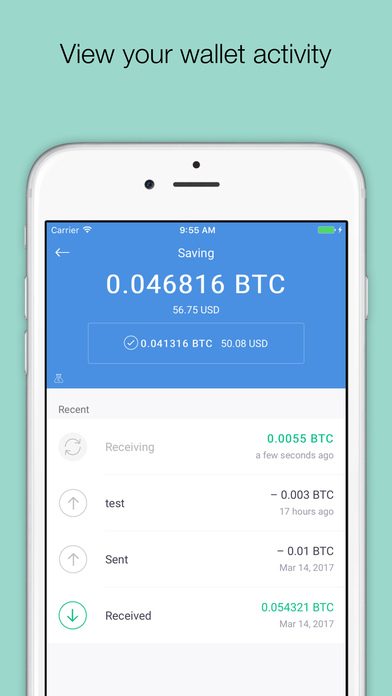 View your wallet activity
Carrier 9:55 AM
Saving
0.046816 BTC
56.75 USD
0.041316 BTC 50.08 USD
Recent
Receiving 0.0055 BTC
a few seconds ago
test – 0.003 BTC
17 hours ago
Sent – 0.01 BTC
Mar 14, 2017
Received 0.054321 BTC
Mar 14, 2017